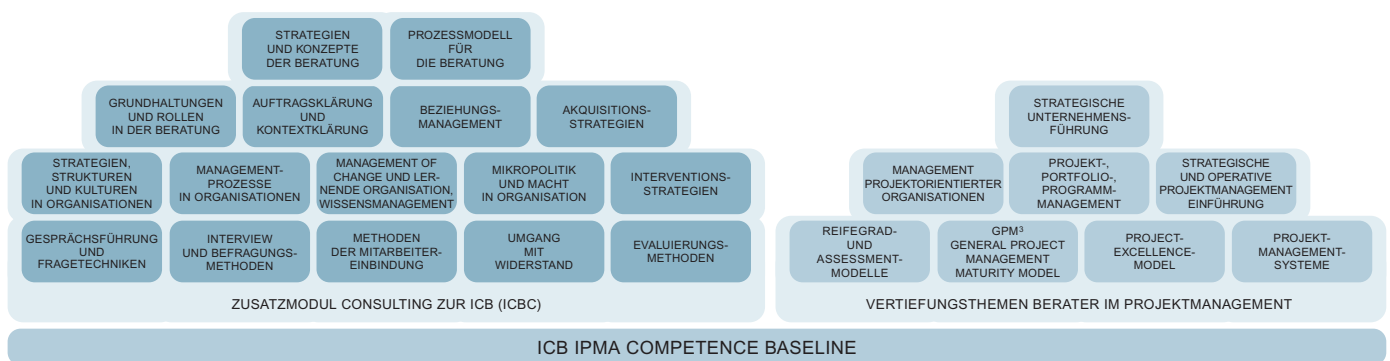 STRATEGIEN
UND KONZEPTE
DER BERATUNG
PROZESSMODELL
FÜR
DIE BERATUNG
GRUNDHALTUNGEN
UND ROLLEN
IN DER BERATUNG
AUFTRAGSKLÄRUNG
UND
KONTEXTKLÄRUNG
BEZIEHUNGS-
MANAGEMENT
AKQUISITIONS-
STRATEGIEN
STRATEGIEN,
STRUKTUREN
UND KULTUREN
IN ORGANISATIONEN
MANAGEMENT-
PROZESSE
IN ORGANISATIONEN
MANAGEMENT OF
CHANGE UND LER-
NENDE ORGANISATION,
WISSENSMANAGEMENT
MIKROPOLITIK
UND MACHT
IN ORGANISATION
INTERVENTIONS-
STRATEGIEN
GESPRÄCHSFÜHRUNG
UND
FRAGETECHNIKEN
INTERVIEW
UND BEFRAGUNGS-
METHODEN
METHODEN
DER MITARBEITER-
EINBINDUNG
UMGANG
MIT
WIDERSTAND
EVALUIERUNGS-
METHODEN
ZUSATZMODUL CONSULTING ZUR ICB (ICBC)
STRATEGISCHE
UNTERNEHMENS-
FÜHRUNG
MANAGEMENT
PROJEKTORIENTIERTER
ORGANISATIONEN
PROJEKT-,
PORTFOLIO-,
PROGRAMM-
MANAGEMENT
STRATEGISCHE
UND OPERATIVE
PROJEKTMANAGEMENT
EINFÜHRUNG
REIFEGRAD-
UND
ASSESSMENT-
MODELLE
GPM³
GENERAL PROJECT
MANAGEMENT
MATURITY MODEL
PROJECT-
EXCELLENCE-
MODEL
PROJEKT-
MANAGEMENT-
SYSTEME
VERTIEFUNGSTHEMEN BERATER IM PROJEKTMANAGEMENT
ICB IPMA COMPETENCE BASELINE